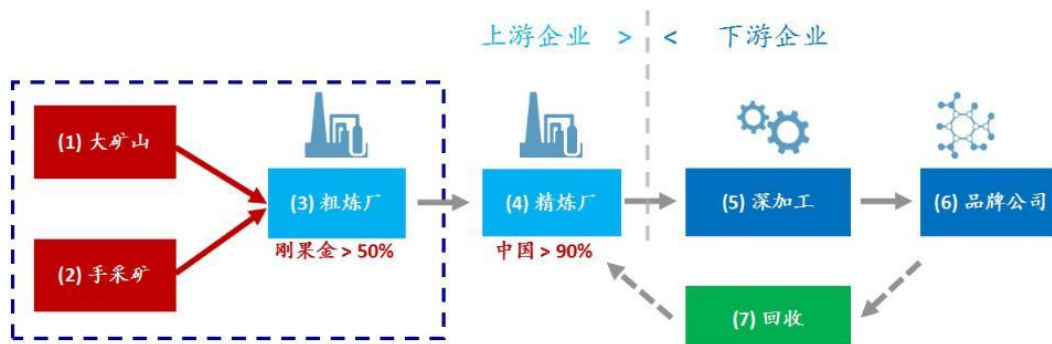 上游企业 > < 下游企业
(1) 大矿山
(2) 手采矿
(3) 粗炼厂
刚果金 > 50%
(4) 精炼厂
中国 > 90%
(5) 深加工
(6) 品牌公司
(7) 回收